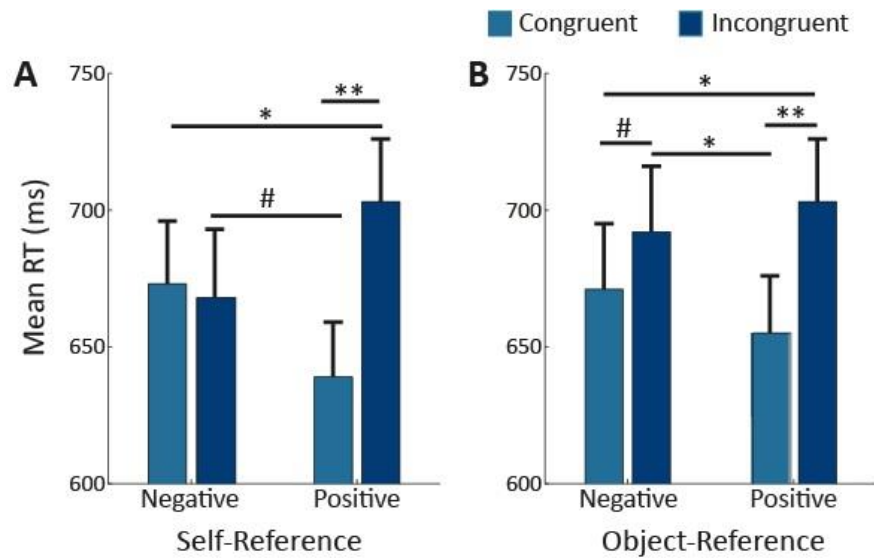 Congruent Incongruent
A
B
750
700
650
600
Mean RT (ms)
*
**
#
Negative Positive
Self-Reference
750
700
650
600
*
#
*
**
Negative Positive
Object-Reference